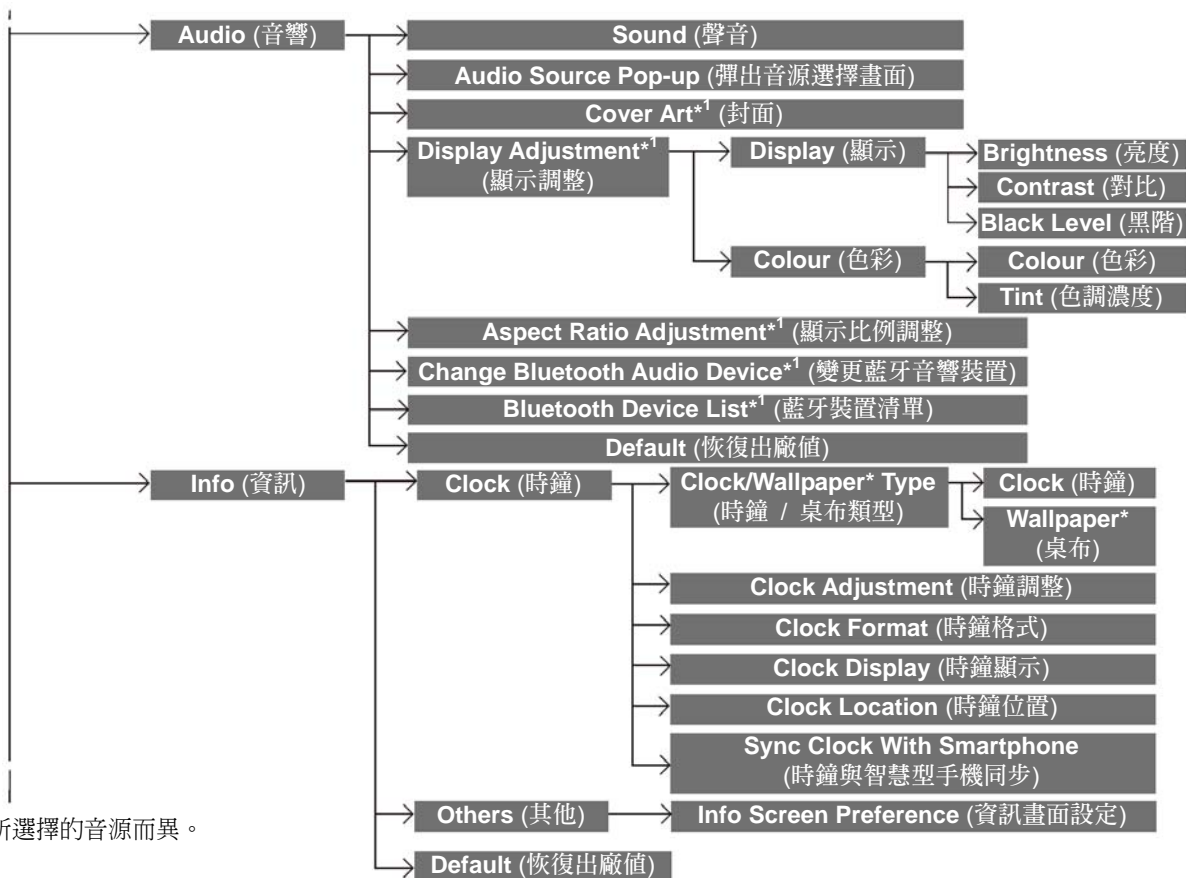 Audio (音響)
Sound (聲音)
Audio Source Pop-up (彈出音源選擇畫面)
Cover Art*1 (封面)
Display Adjustment*1
(顯示調整)
Display (顯示)
Brightness (亮度)
Contrast (對比)
Black Level (黑階)
Colour (色彩)
Colour (色彩)
Tint (色調濃度)
Aspect Ratio Adjustment*1 (顯示比例調整)
Change Bluetooth Audio Device*1 (變更藍牙音響裝置)
Bluetooth Device List*1 (藍牙裝置清單)
Default (恢復出廠值)
Info (資訊)
Clock (時鐘)
Clock/Wallpaper* Type
(時鐘 / 桌布類型)
Clock (時鐘)
Wallpaper*
(桌布)
Clock Adjustment (時鐘調整)
Clock Format (時鐘格式)
Clock Display (時鐘顯示)
Clock Location (時鐘位置)
Sync Clock With Smartphone
(時鐘與智慧型手機同步)
Others (其他)
Info Screen Preference (資訊畫面設定)
Default (恢復出廠值)
所選擇的音源而異。